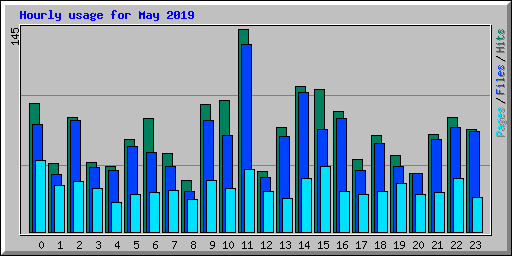 Hourly usage for May 2019
145
Pages/Files/Hits
0 1 2 3 4 5 6 7 8 9 10 11 12 13 14 15 16 17 18 19 20 21 22 23